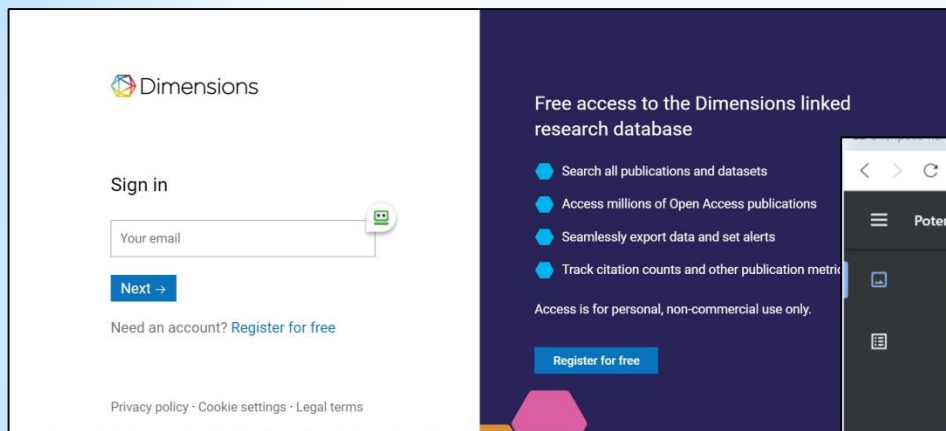 Dimensions
Sign in
Your email
Next →
Need an account? Register for free
Privacy policy · Cookie settings · Legal terms
Free access to the Dimensions linked
research database
Search all publications and datasets
Access millions of Open Access publications
Seamlessly export data and set alerts
Track citation counts and other publication metric
Access is for personal, non-commercial use only.
Register for free
Poter